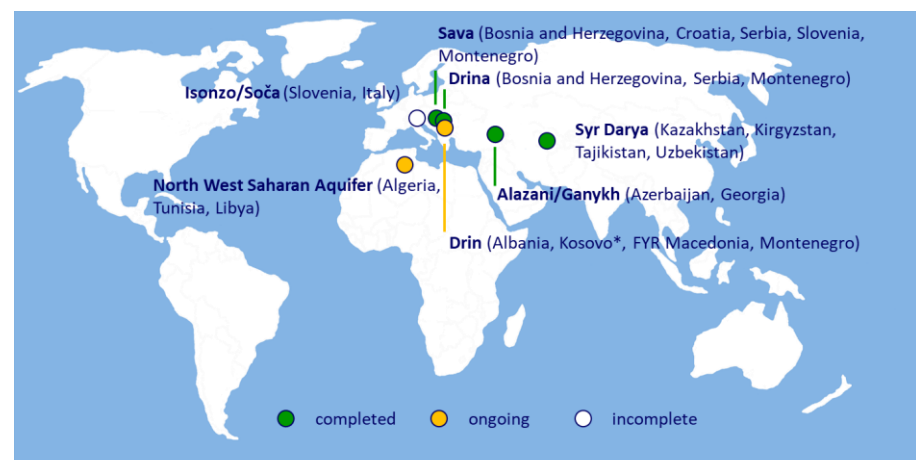 Sava (Bosnia and Herzegovina, Croatia, Serbia, Slovenia,
Montenegro)
Drina (Bosnia and Herzegovina, Serbia, Montenegro)
Isonzo/Soča (Slovenia, Italy)
Syr Darya (Kazakhstan, Kirgyzstan,
Tajikistan, Uzbekistan)
North West Saharan Aquifer (Algeria,
Tunisia, Libya)
Alazani/Ganykh (Azerbaijan, Georgia)
Drin (Albania, Kosovo*, FYR Macedonia, Montenegro)
completed
ongoing
incomplete